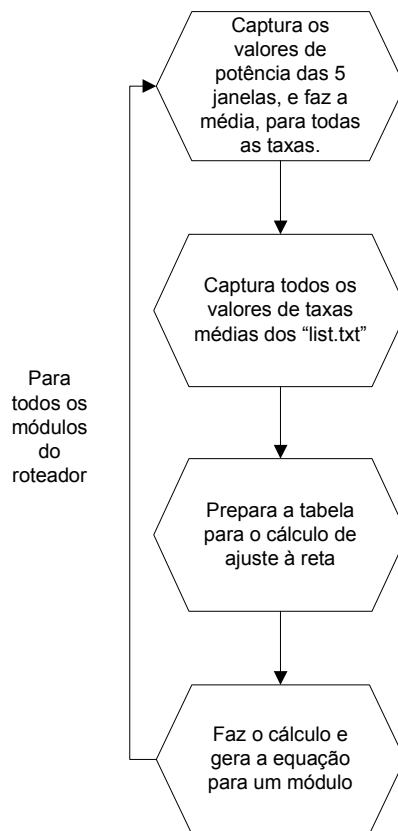 Captura os
valores de
potência das 5
janelas, e faz a
média, para todas
as taxas.
Captura todos os
valores de taxas
médias dos “list.txt”
Para
todos os
módulos
do
roteador
Prepara a tabela
para o cálculo de
ajuste à reta
Faz o cálculo e
gera a equação
para um módulo